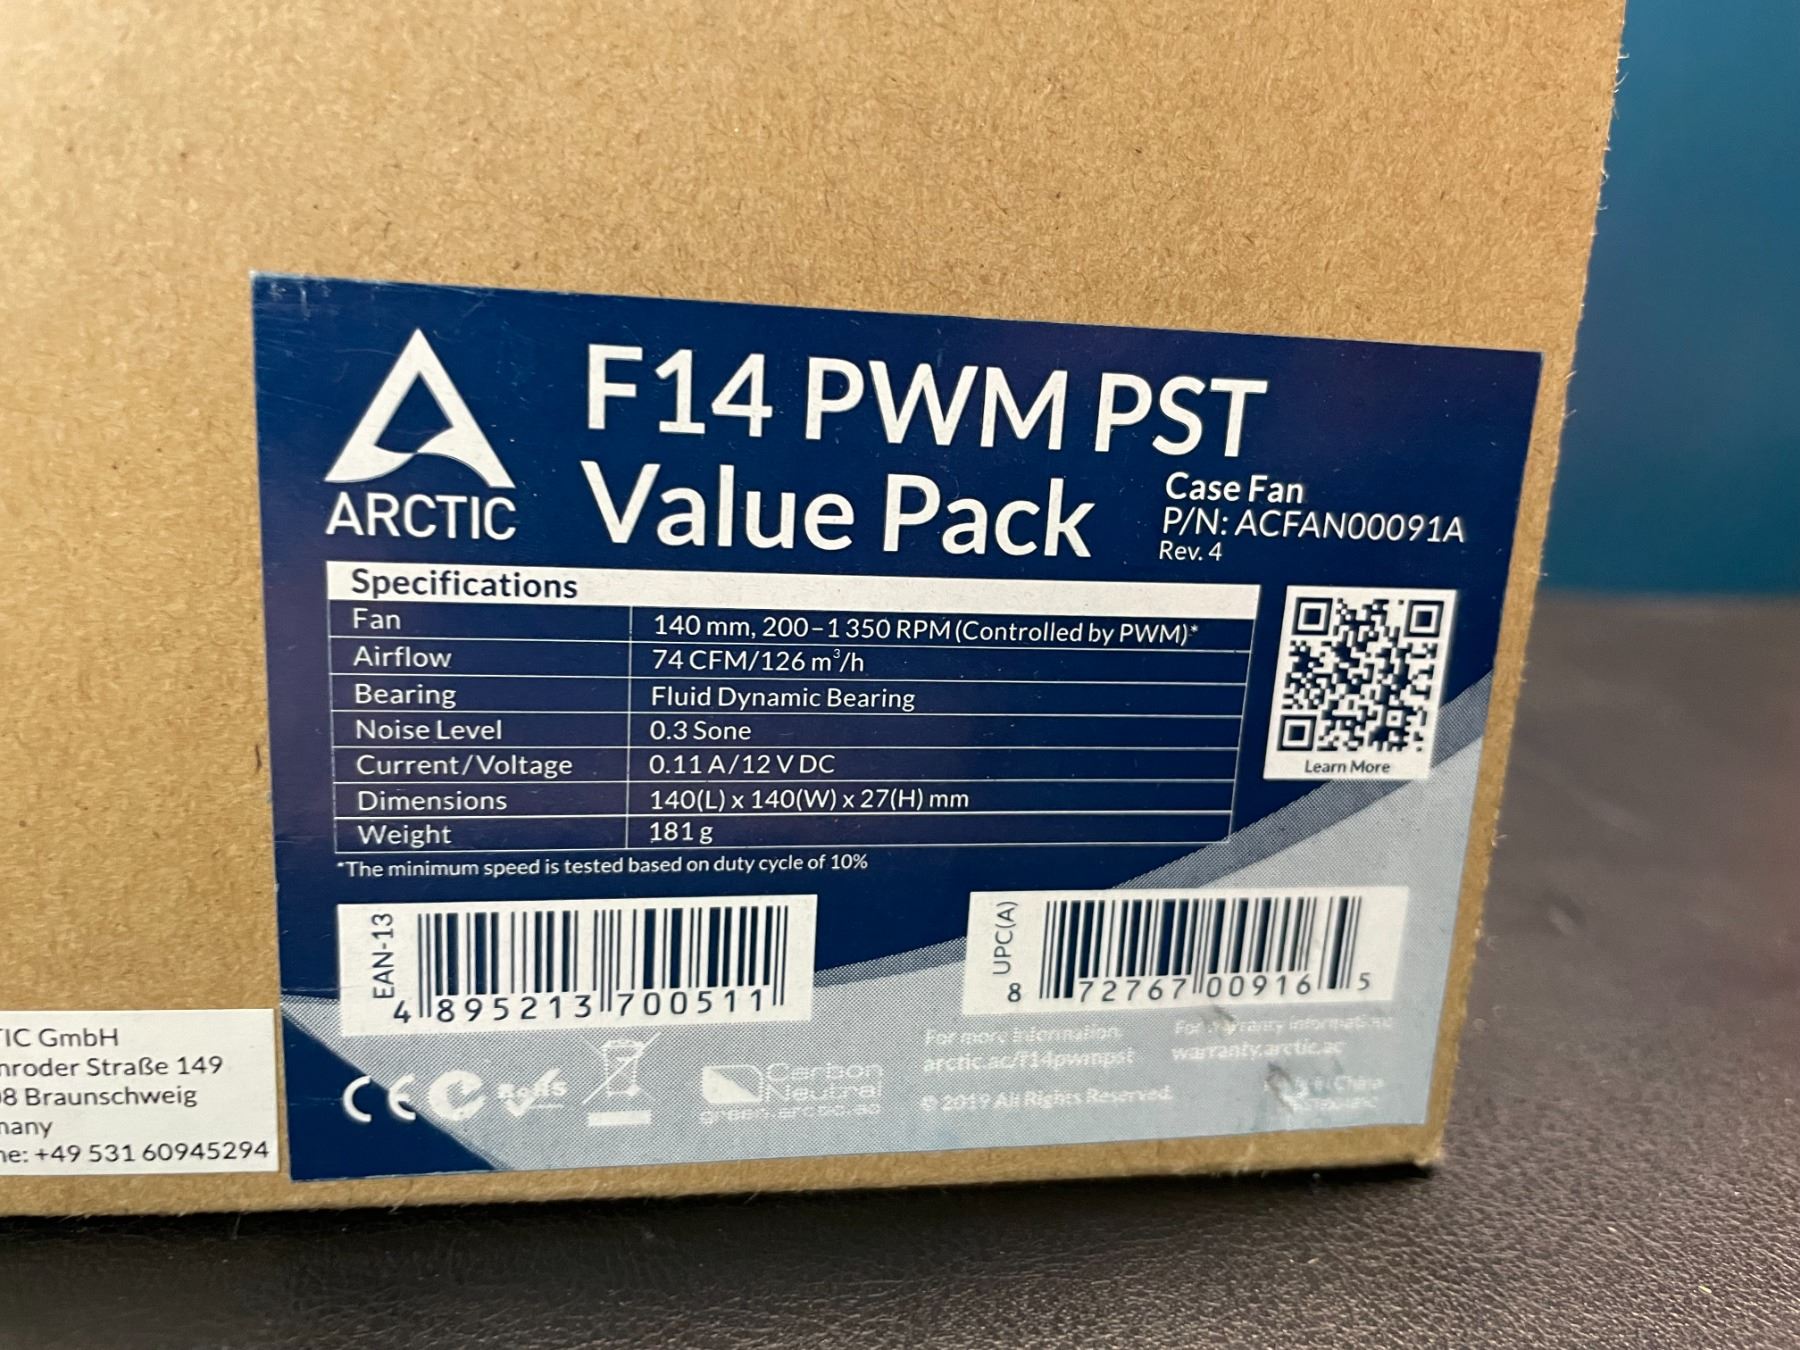 ARCTIC
F14 PWM PST
Value Pack
Case Fan
P/N: ACFAN00091A
Rev. 4
Specifications
Fan 140 mm, 200–1350 RPM (Controlled by PWM)*
Airflow 74 CFM/126 m³/h
Bearing Fluid Dynamic Bearing
Noise Level 0.3 Sone
Current/Voltage 0.11 A/12 V DC
Dimensions 140(L) x 140(W) x 27(H) mm
Weight 181 g
*The minimum speed is tested based on duty cycle of 10%
Learn More
EAN-13
4 895213 700511
UPC(A)
8 72767 00916 5
For more information
arctic.ac/f14pwmpst
For warranty information
warranty.arctic.ac
© 2019 All Rights Reserved.
China
CE
RoHS
Carbon
Neutral
green.arctic.ac
TIC GmbH
nroder Straße 149
08 Braunschweig
many
ne: +49 531 60945294